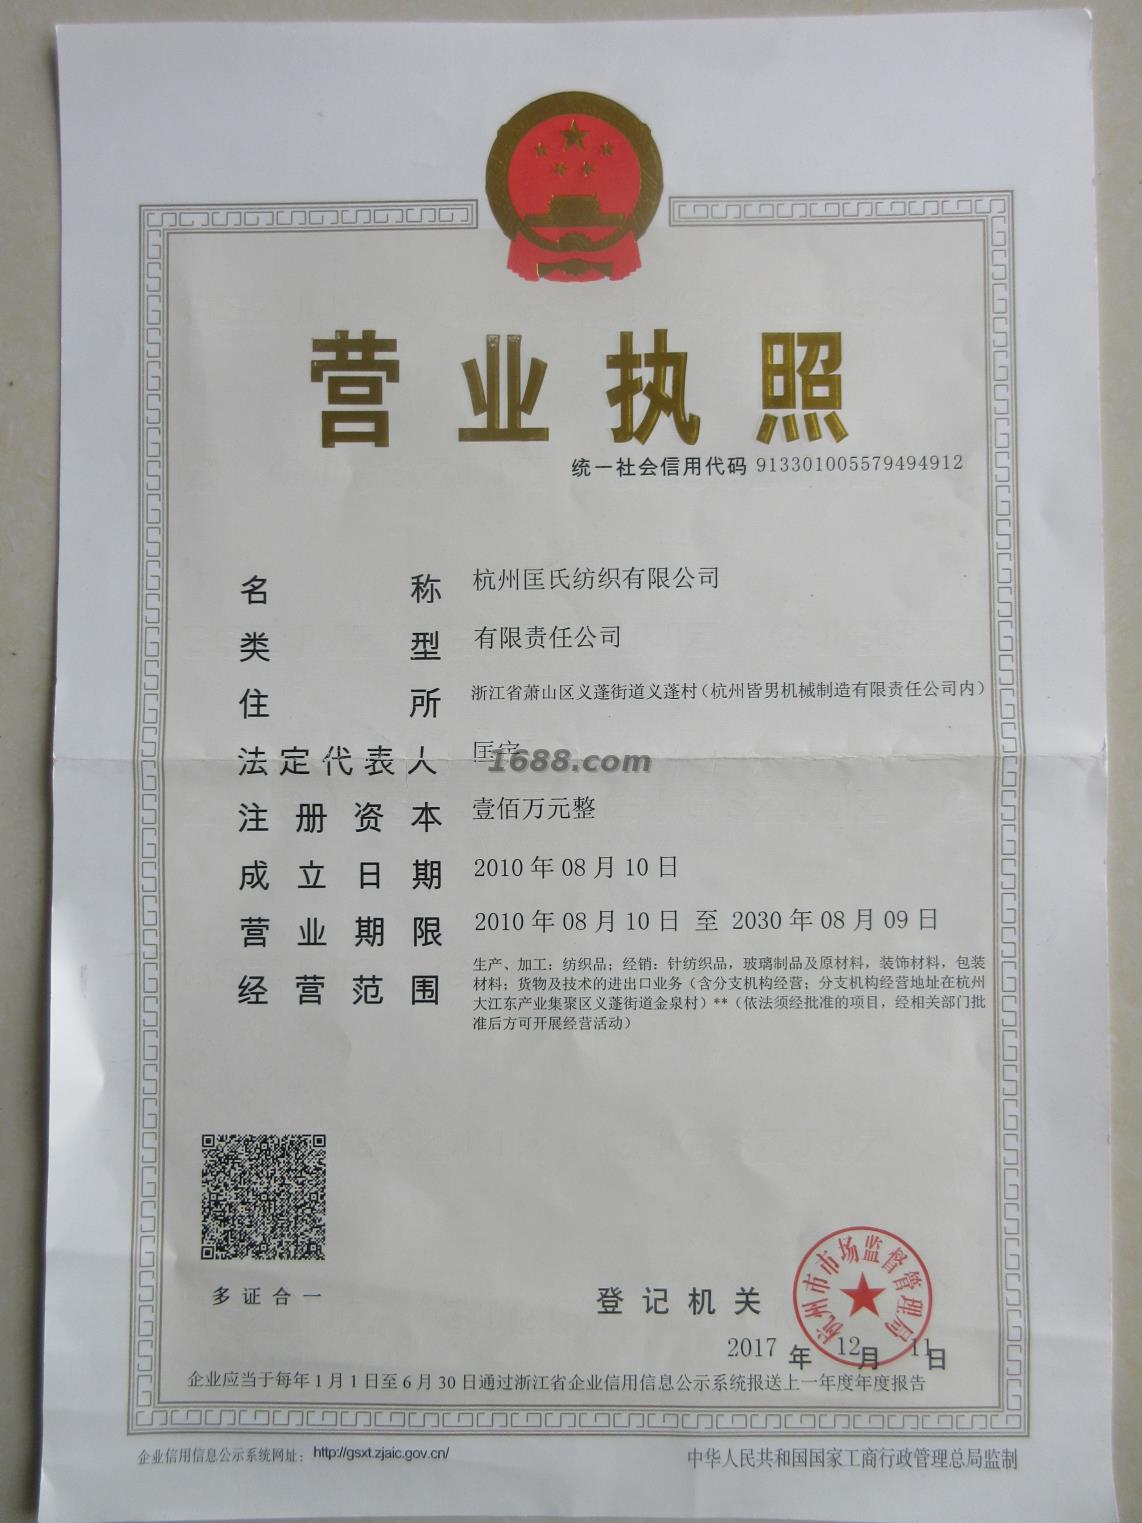 营业执照
统一社会信用代码 913301005579494912
名称 杭州匡氏纺织有限公司
类型 有限责任公司
住所 浙江省萧山区义蓬街道义蓬村（杭州皆男机械制造有限责任公司内）
法定代表人 匡
1688.com
注册资本 壹佰万元整
成立日期 2010年08月10日
营业期限 2010年08月10日 至 2030年08月09日
经营范围 生产、加工：纺织品；经销：针纺织品，玻璃制品及原材料，装饰材料，包装
材料；货物及技术的进出口业务（含分支机构经营；分支机构经营地址在杭州
大江东产业集聚区义蓬街道金泉村）**（依法须经批准的项目，经相关部门批
准后方可开展经营活动）
多证合一
登记机关
杭州市市场监督管理局
2017年12月11日
企业应当于每年1月1日至6月30日通过浙江省企业信用信息公示系统报送上一年度年度报告
企业信用信息公示系统网址：http://gsxt.zjaic.gov.cn/
中华人民共和国国家工商行政管理总局监制